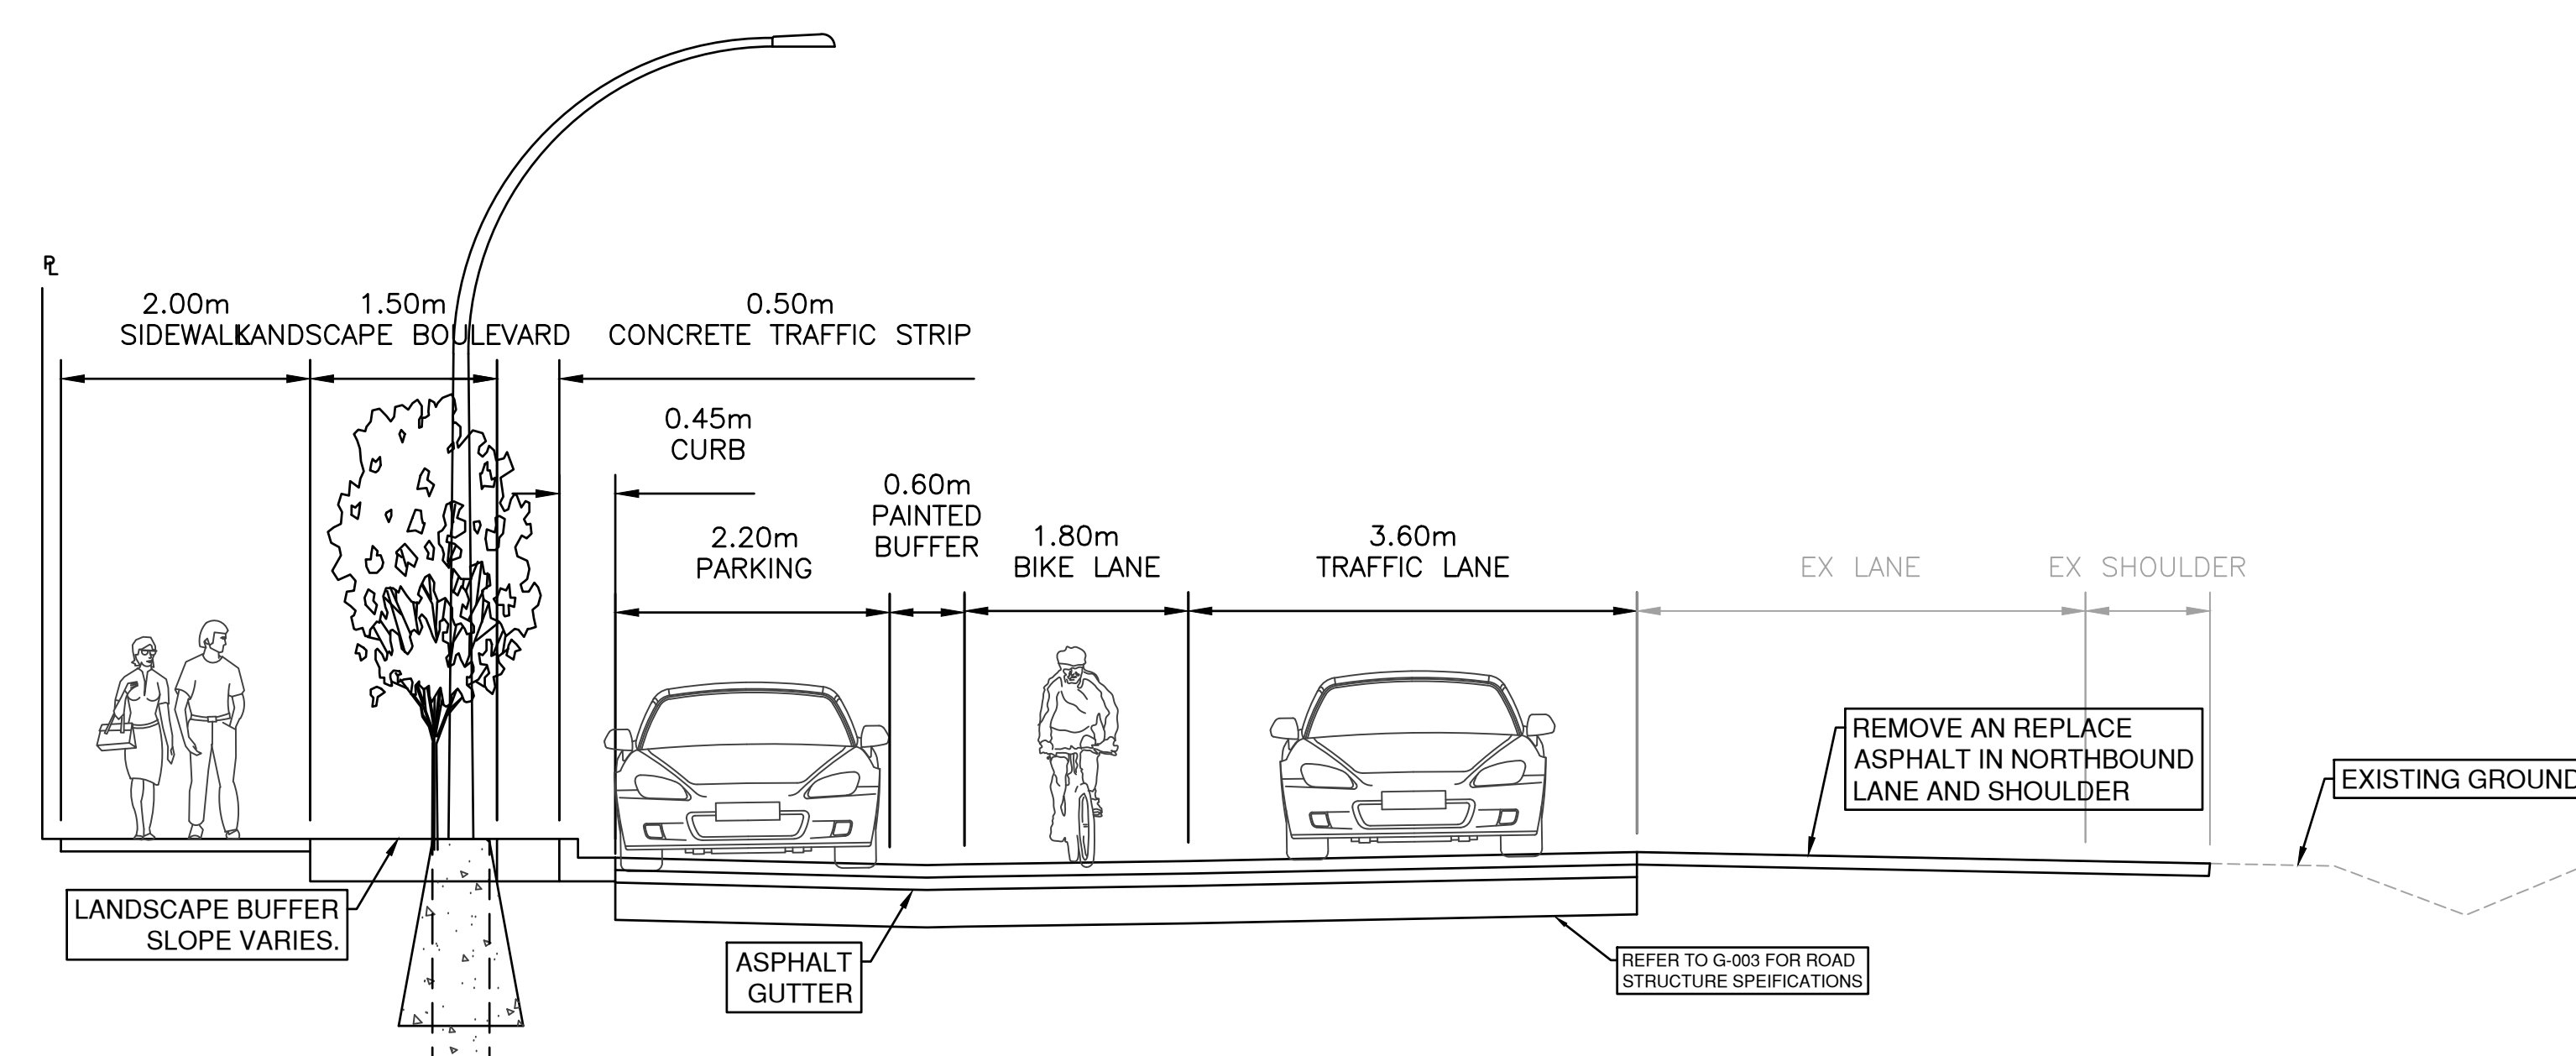 PL
2.00m
SIDEWALK
1.50m
LANDSCAPE BOULEVARD
0.50m
CONCRETE TRAFFIC STRIP
0.45m
CURB
2.20m
PARKING
0.60m
PAINTED
BUFFER
1.80m
BIKE LANE
3.60m
TRAFFIC LANE
EX LANE
EX SHOULDER
REMOVE AN REPLACE
ASPHALT IN NORTHBOUND
LANE AND SHOULDER
EXISTING GROUND
LANDSCAPE BUFFER
SLOPE VARIES.
ASPHALT
GUTTER
REFER TO G-003 FOR ROAD
STRUCTURE SPEIFICATIONS